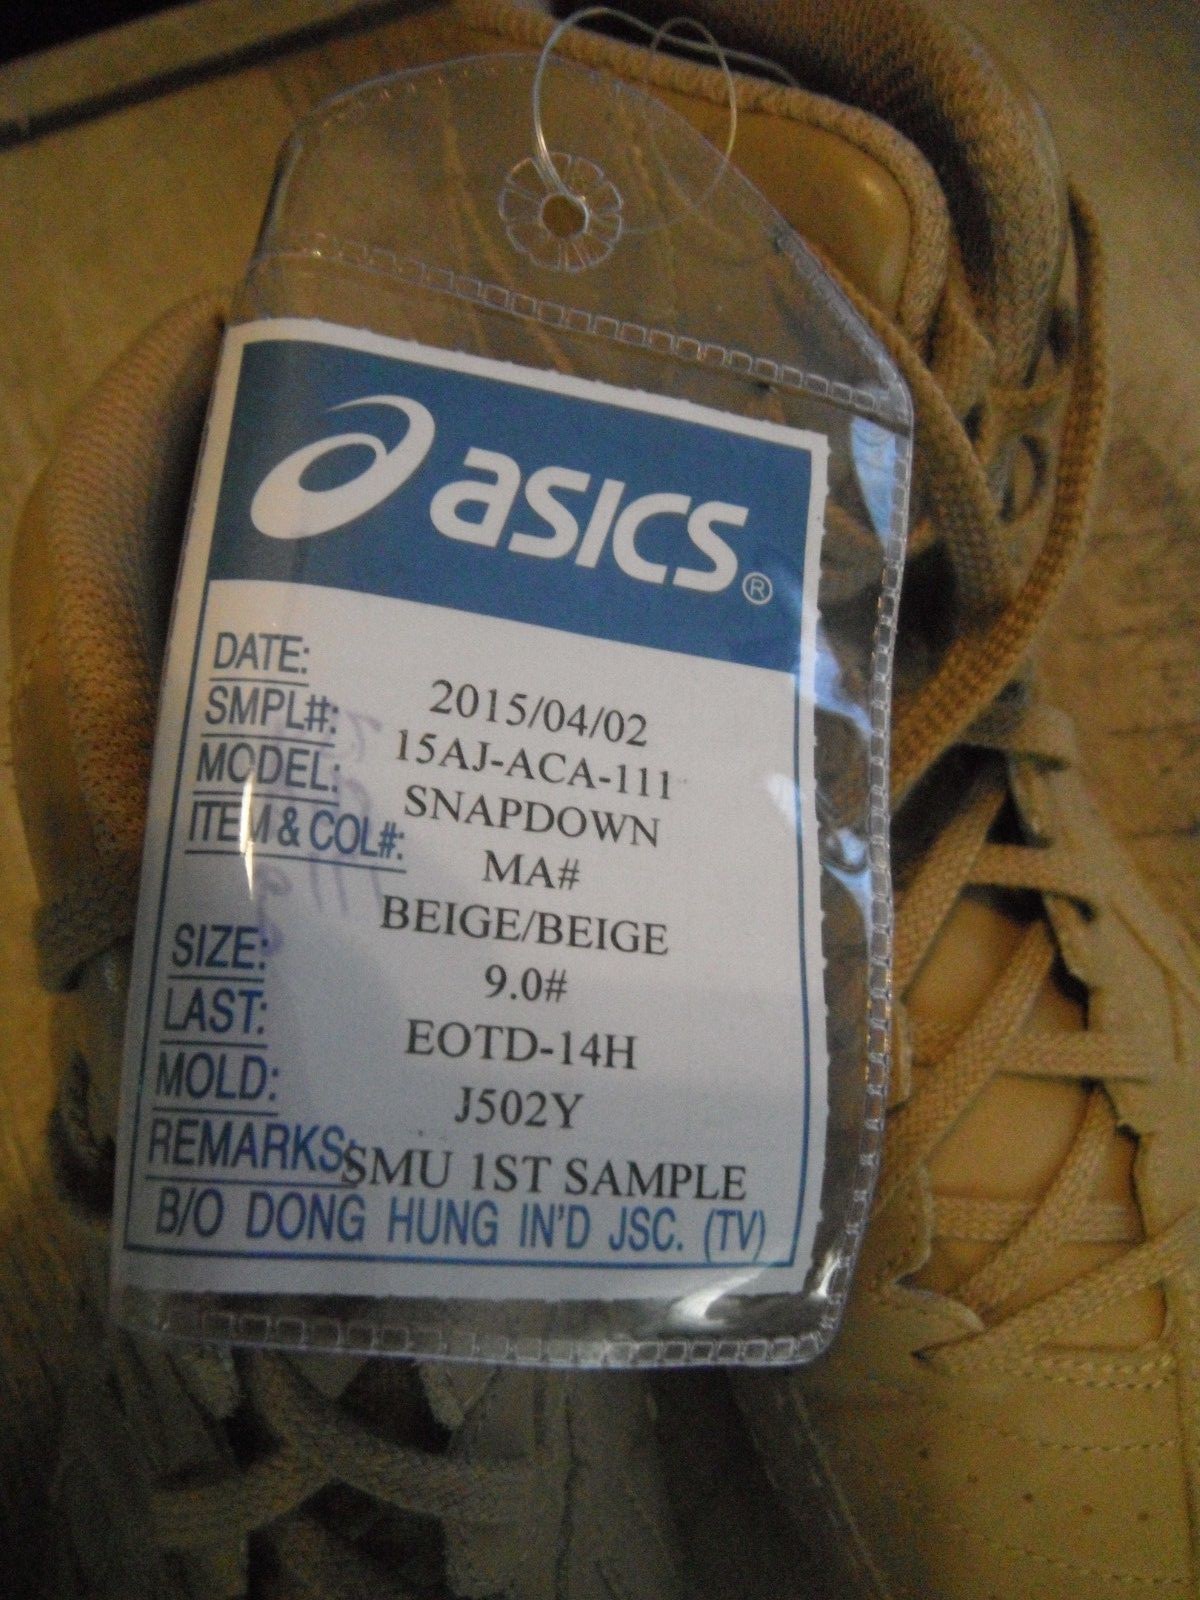 asics®
DATE: 2015/04/02
SMPL#: 15AJ-ACA-111
MODEL: SNAPDOWN
ITEM & COL#: MA#
BEIGE/BEIGE
SIZE: 9.0#
LAST: EOTD-14H
MOLD: J502Y
REMARKS: SMU 1ST SAMPLE
B/O DONG HUNG IN'D JSC. (TV)